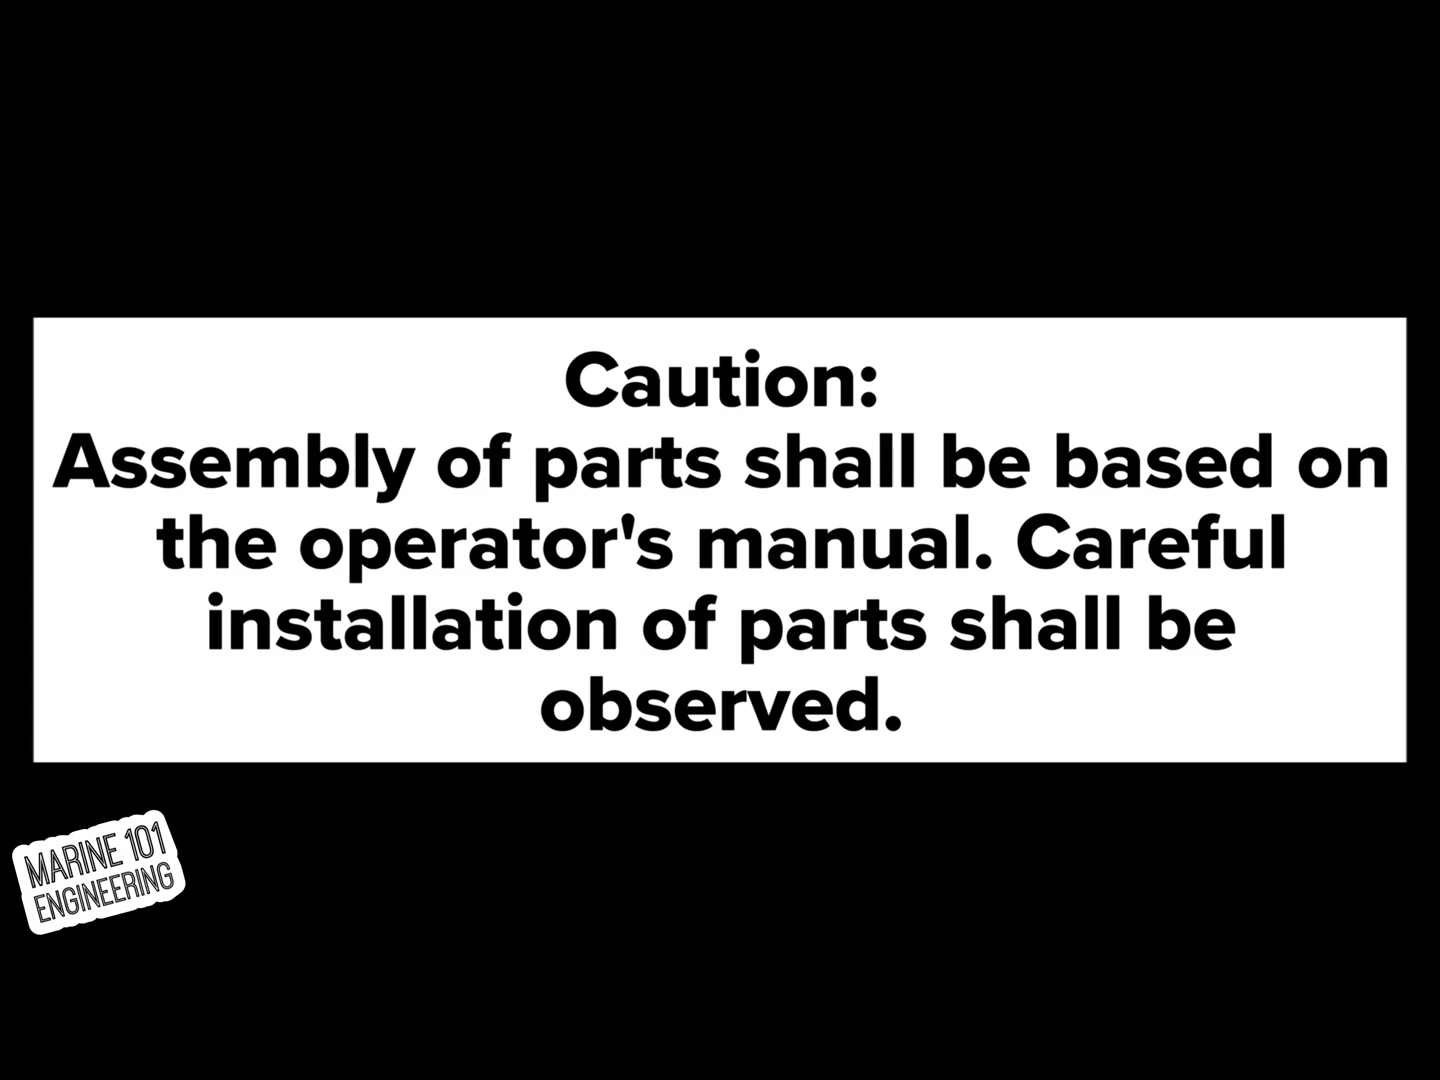 Caution:
Assembly of parts shall be based on
the operator's manual. Careful
installation of parts shall be
observed.
MARINE 101
ENGINEERING